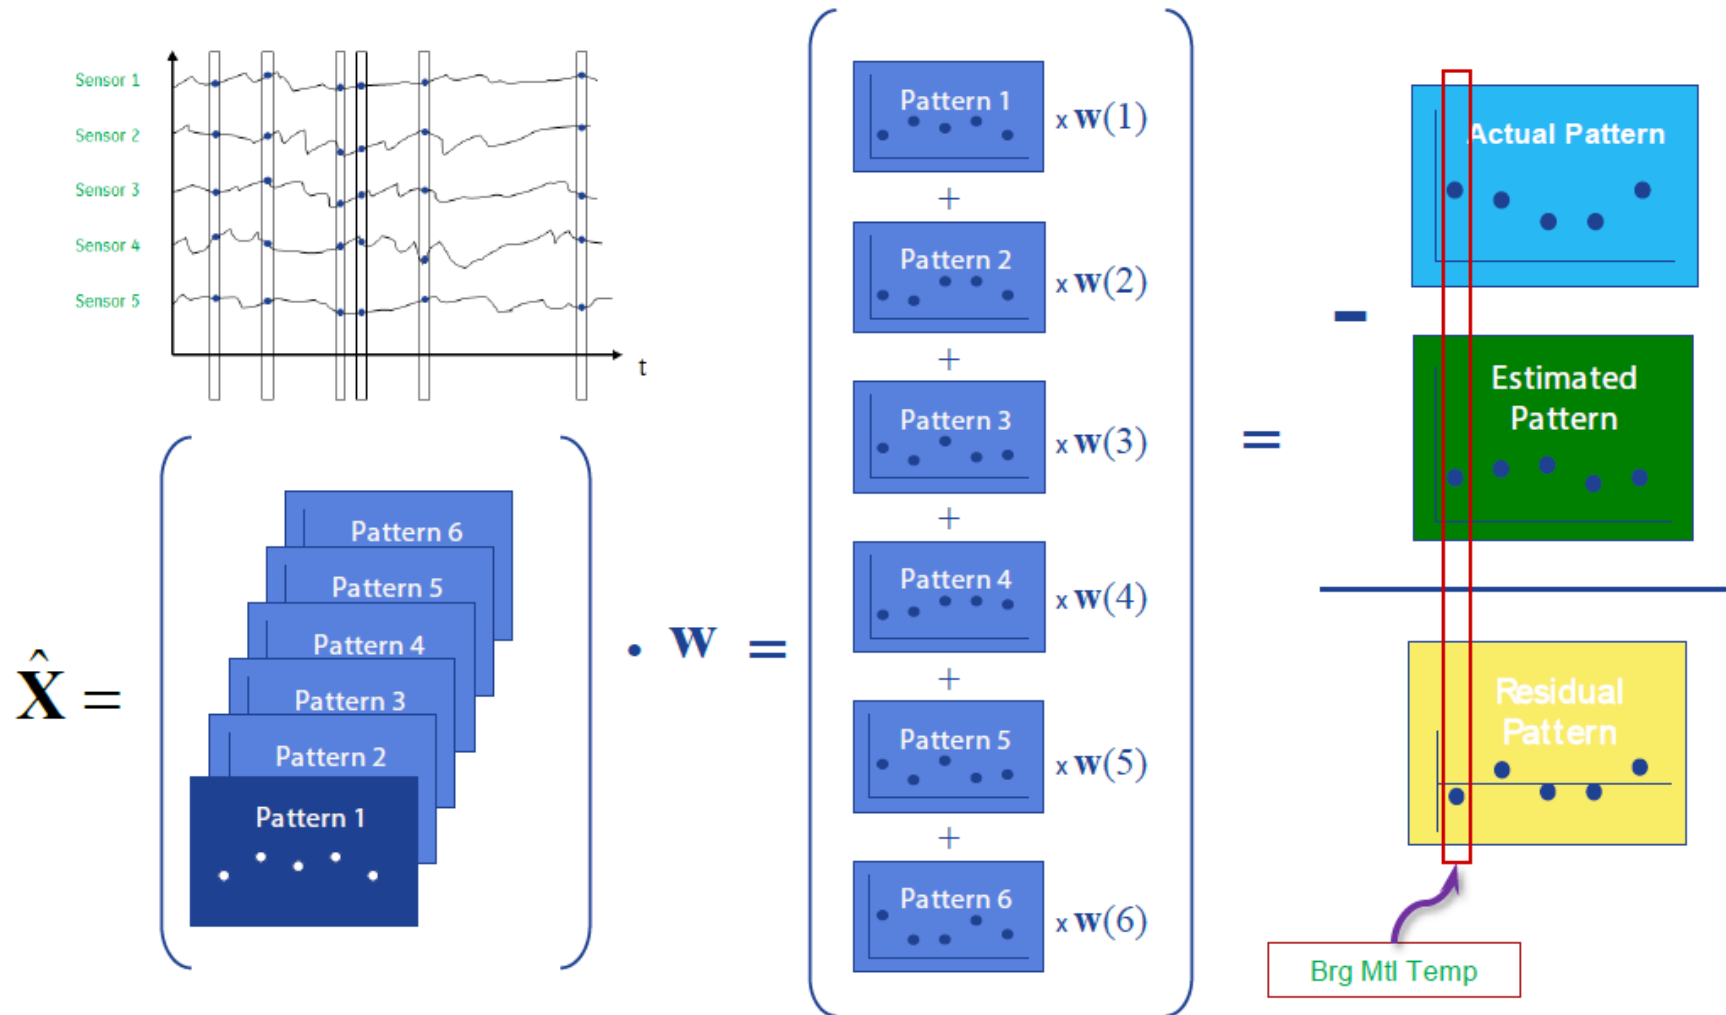 Sensor 1
Sensor 2
Sensor 3
Sensor 4
Sensor 5
t
X̂ =
Pattern 6
Pattern 5
Pattern 4
Pattern 3
Pattern 2
Pattern 1
· w =
Pattern 1
x w(1)
+
Pattern 2
x w(2)
+
Pattern 3
x w(3)
+
Pattern 4
x w(4)
+
Pattern 5
x w(5)
+
Pattern 6
x w(6)
=
Actual Pattern
-
Estimated
Pattern
Residual
Pattern
Brg Mtl Temp